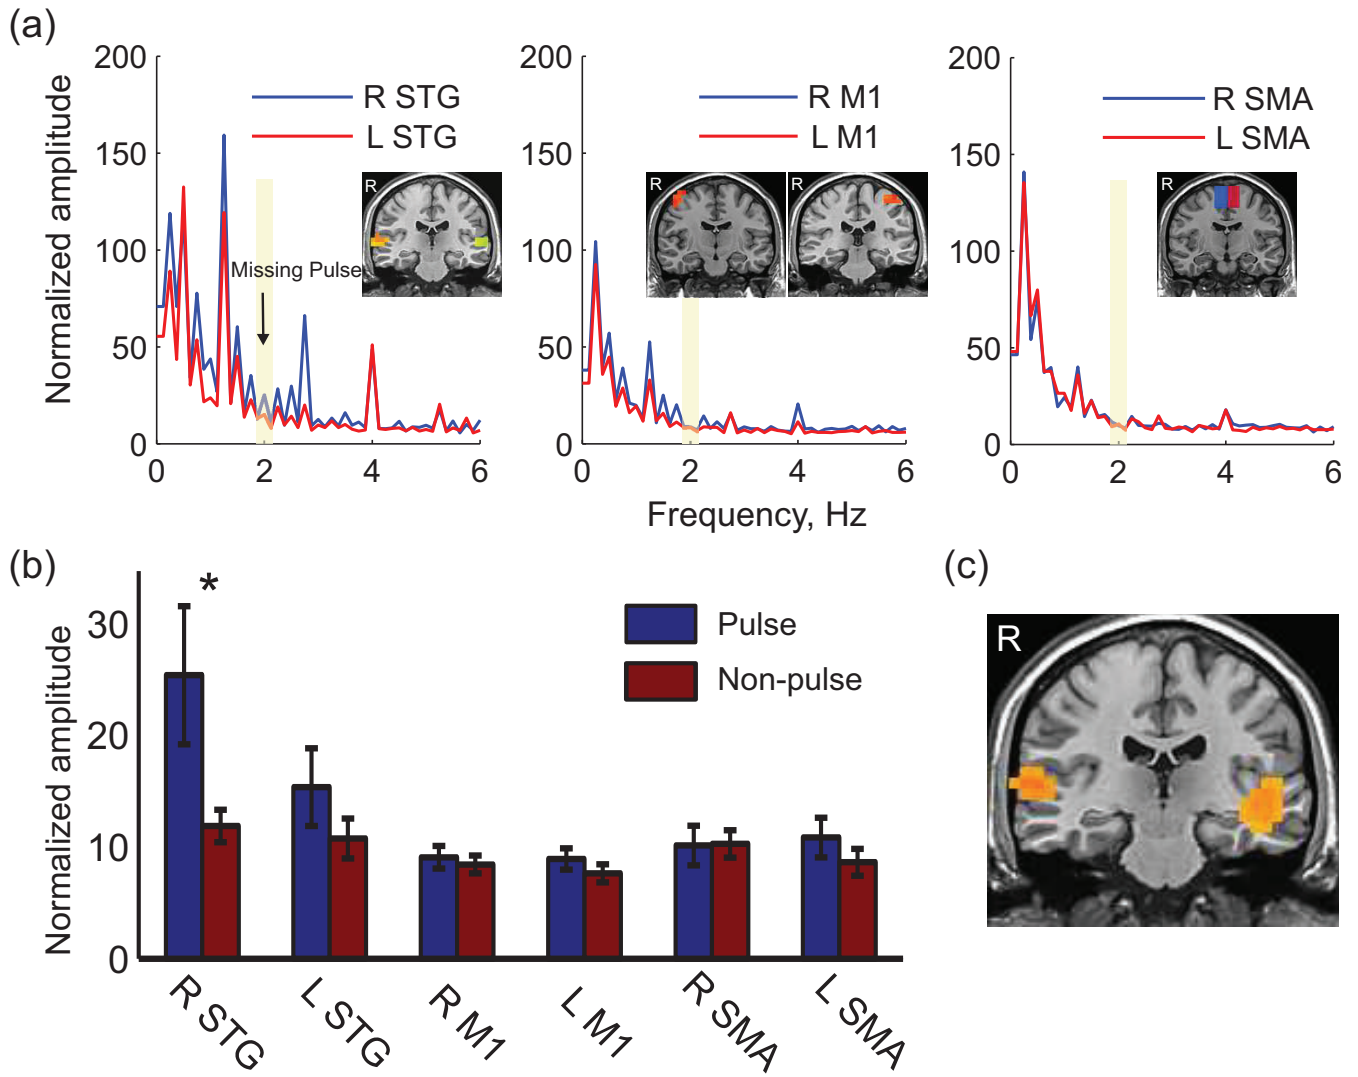 (a)
Normalized amplitude
200
150
100
50
0
0 2 4 6
R STG
L STG
R
Missing Pulse
200
150
100
50
0
0 2 4 6
R M1
L M1
R
R
200
150
100
50
0
0 2 4 6
R SMA
L SMA
R
Frequency, Hz
(b)
Normalized amplitude
30
20
10
0
*
Pulse
Non-pulse
R STG
L STG
R M1
L M1
R SMA
L SMA
(c)
R